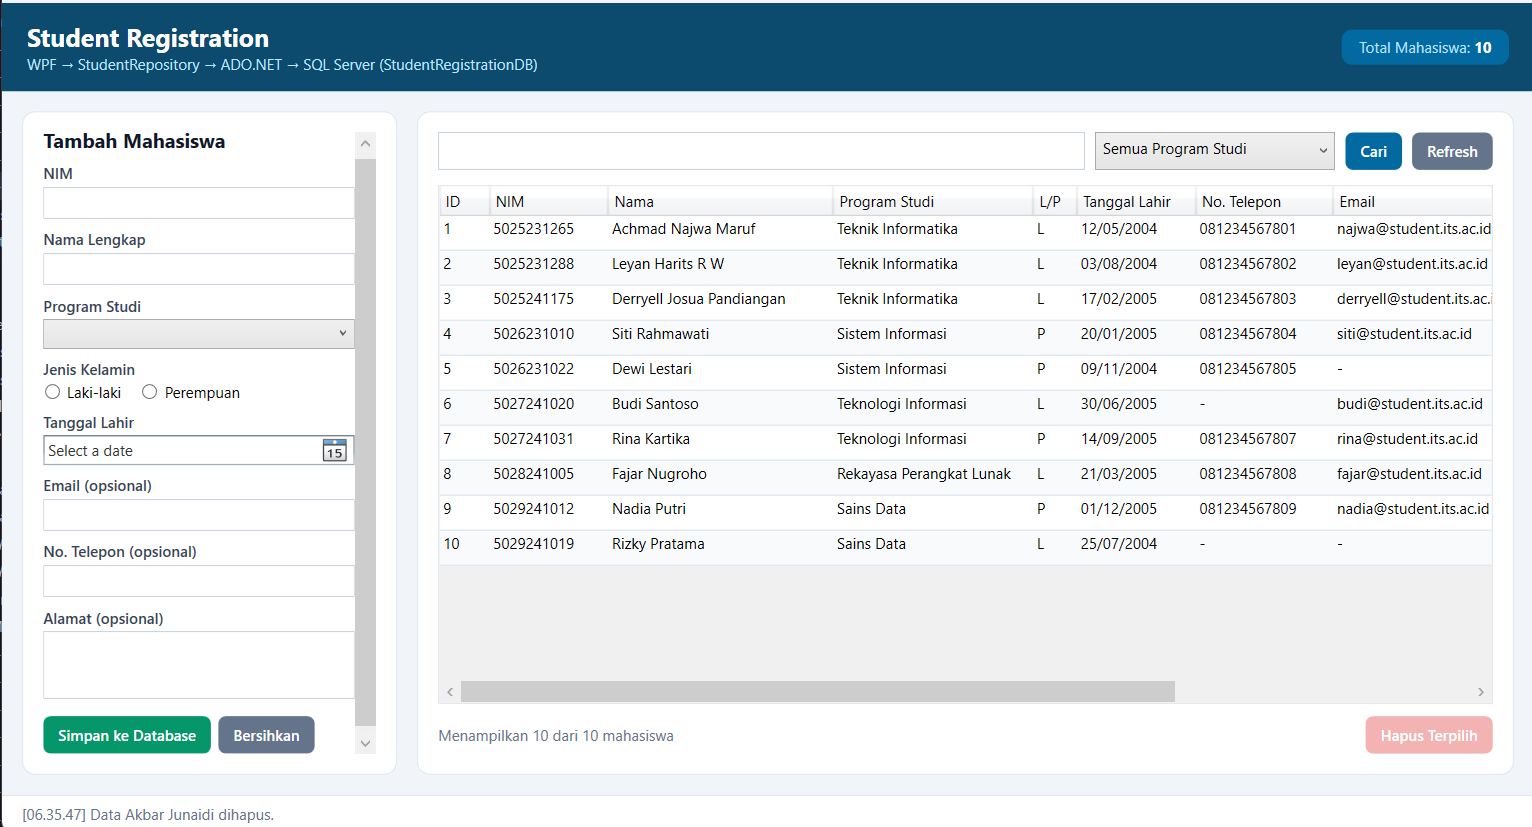 Student Registration
WPF → StudentRepository → ADO.NET → SQL Server (StudentRegistrationDB)
Total Mahasiswa: 10
Tambah Mahasiswa
NIM
Nama Lengkap
Program Studi
Jenis Kelamin
Laki-laki Perempuan
Tanggal Lahir
Select a date 15
Email (opsional)
No. Telepon (opsional)
Alamat (opsional)
Simpan ke Database Bersihkan
Semua Program Studi Cari Refresh
ID NIM Nama Program Studi L/P Tanggal Lahir No. Telepon Email
1 5025231265 Achmad Najwa Maruf Teknik Informatika L 12/05/2004 081234567801 najwa@student.its.ac.id
2 5025231288 Leyan Harits R W Teknik Informatika L 03/08/2004 081234567802 leyan@student.its.ac.id
3 5025241175 Derryell Josua Pandiangan Teknik Informatika L 17/02/2005 081234567803 derryell@student.its.ac.i
4 5026231010 Siti Rahmawati Sistem Informasi P 20/01/2005 081234567804 siti@student.its.ac.id
5 5026231022 Dewi Lestari Sistem Informasi P 09/11/2004 081234567805 -
6 5027241020 Budi Santoso Teknologi Informasi L 30/06/2005 - budi@student.its.ac.id
7 5027241031 Rina Kartika Teknologi Informasi P 14/09/2005 081234567807 rina@student.its.ac.id
8 5028241005 Fajar Nugroho Rekayasa Perangkat Lunak L 21/03/2005 081234567808 fajar@student.its.ac.id
9 5029241012 Nadia Putri Sains Data P 01/12/2005 081234567809 nadia@student.its.ac.id
10 5029241019 Rizky Pratama Sains Data L 25/07/2004 - -
Menampilkan 10 dari 10 mahasiswa
Hapus Terpilih
[06.35.47] Data Akbar Junaidi dihapus.